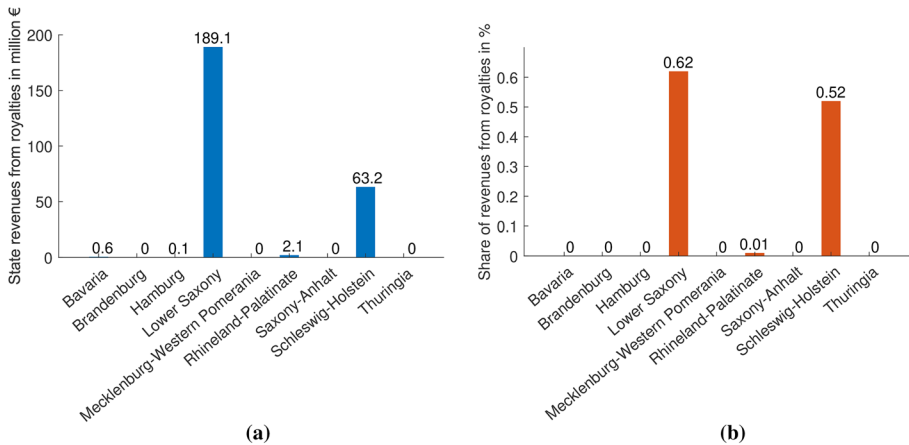 State revenues from royalties in million €
200
150
100
50
0
0.6
0
0.1
189.1
0
2.1
0
63.2
0
Bavaria
Brandenburg
Hamburg
Lower Saxony
Mecklenburg-Western Pomerania
Rhineland-Palatinate
Saxony-Anhalt
Schleswig-Holstein
Thuringia
(a)
Share of revenues from royalties in %
0.6
0.5
0.4
0.3
0.2
0.1
0
0
0
0
0.62
0
0.01
0
0.52
0
Bavaria
Brandenburg
Hamburg
Lower Saxony
Mecklenburg-Western Pomerania
Rhineland-Palatinate
Saxony-Anhalt
Schleswig-Holstein
Thuringia
(b)